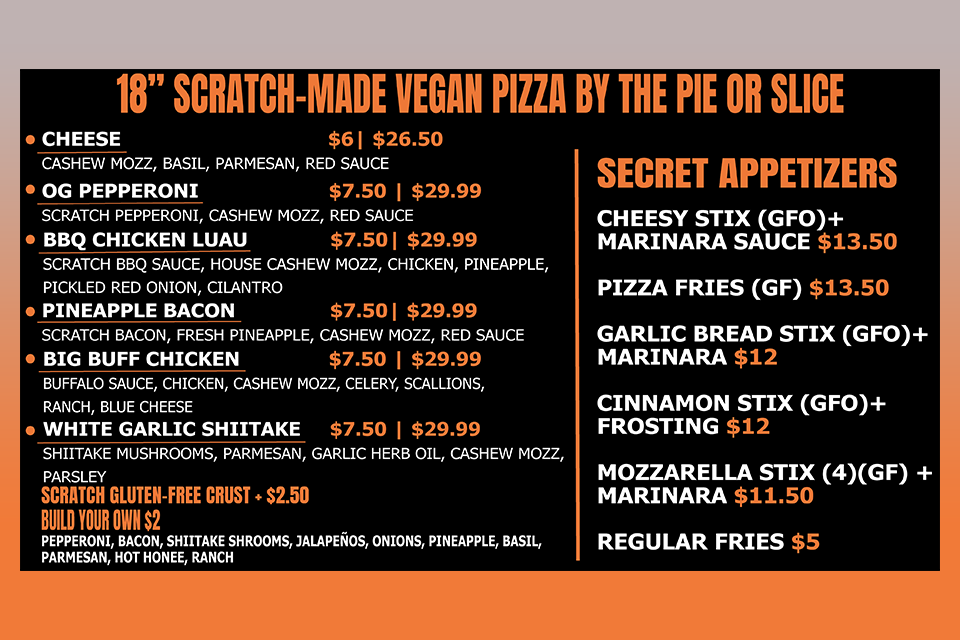 18” SCRATCH-MADE VEGAN PIZZA BY THE PIE OR SLICE
• CHEESE $6| $26.50
CASHEW MOZZ, BASIL, PARMESAN, RED SAUCE
• OG PEPPERONI $7.50 | $29.99
SCRATCH PEPPERONI, CASHEW MOZZ, RED SAUCE
• BBQ CHICKEN LUAU $7.50| $29.99
SCRATCH BBQ SAUCE, HOUSE CASHEW MOZZ, CHICKEN, PINEAPPLE,
PICKLED RED ONION, CILANTRO
• PINEAPPLE BACON $7.50| $29.99
SCRATCH BACON, FRESH PINEAPPLE, CASHEW MOZZ, RED SAUCE
• BIG BUFF CHICKEN $7.50 | $29.99
BUFFALO SAUCE, CHICKEN, CASHEW MOZZ, CELERY, SCALLIONS,
RANCH, BLUE CHEESE
• WHITE GARLIC SHIITAKE $7.50 | $29.99
SHIITAKE MUSHROOMS, PARMESAN, GARLIC HERB OIL, CASHEW MOZZ,
PARSLEY
SCRATCH GLUTEN-FREE CRUST + $2.50
BUILD YOUR OWN $2
PEPPERONI, BACON, SHIITAKE SHROOMS, JALAPEÑOS, ONIONS, PINEAPPLE, BASIL,
PARMESAN, HOT HONEE, RANCH
SECRET APPETIZERS
CHEESY STIX (GFO)+
MARINARA SAUCE $13.50
PIZZA FRIES (GF) $13.50
GARLIC BREAD STIX (GFO)+
MARINARA $12
CINNAMON STIX (GFO)+
FROSTING $12
MOZZARELLA STIX (4)(GF) +
MARINARA $11.50
REGULAR FRIES $5